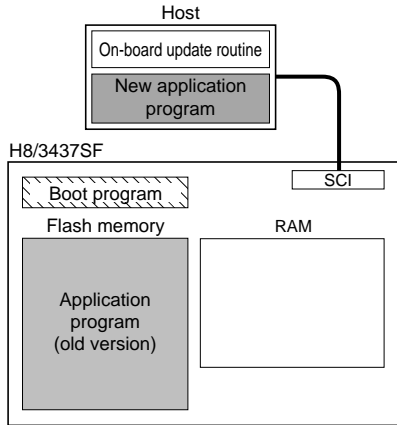 Host
On-board update routine
New application
program
H8/3437SF
SCI
Boot program
Flash memory
RAM
Application
program
(old version)